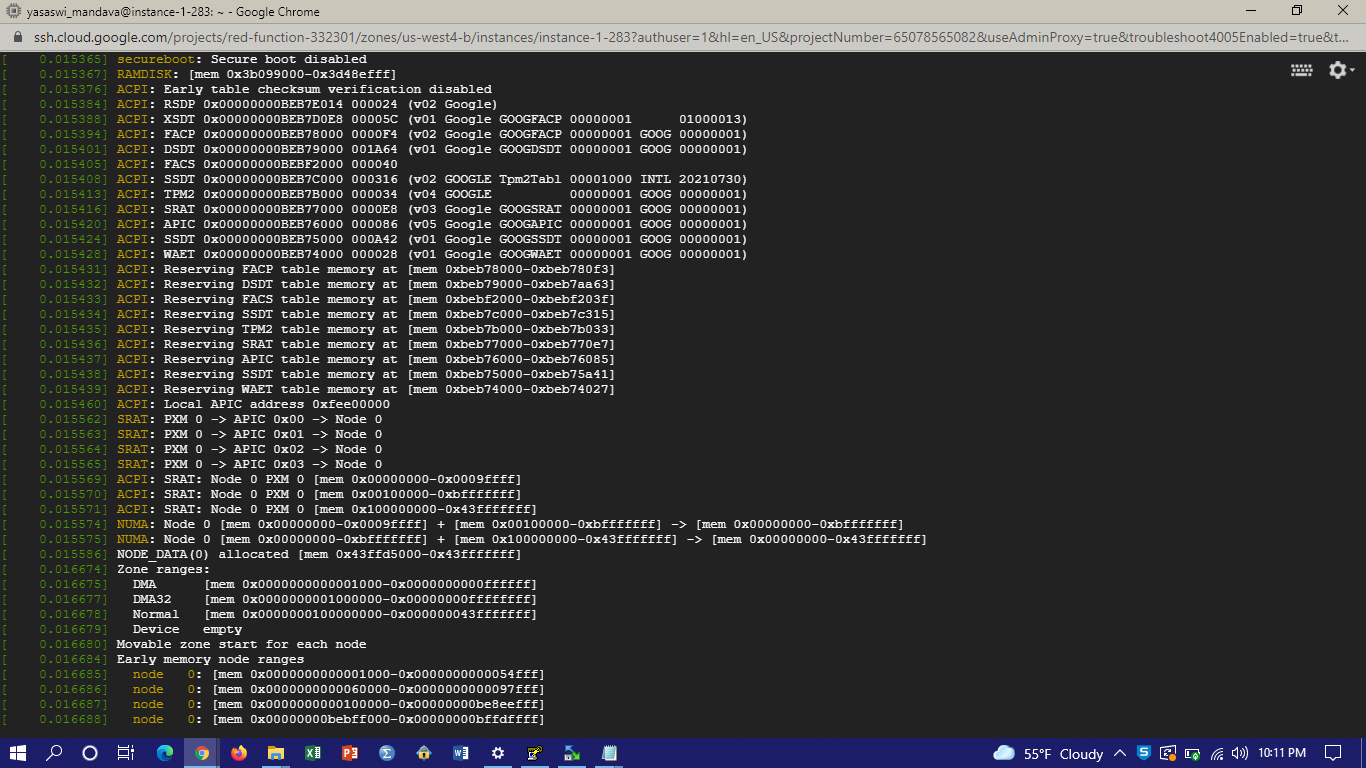 yasaswi_mandava@instance-1-283: ~ - Google Chrome
ssh.cloud.google.com/projects/red-function-332301/zones/us-west4-b/instances/instance-1-283?authuser=1&hl=en_US&projectNumber=65078565082&useAdminProxy=true&troubleshoot4005Enabled=true&t...
[    0.015365] secureboot: Secure boot disabled
[    0.015367] RAMDISK: [mem 0x3b099000-0x3d48efff]
[    0.015376] ACPI: Early table checksum verification disabled
[    0.015384] ACPI: RSDP 0x00000000BEB7E014 000024 (v02 Google)
[    0.015388] ACPI: XSDT 0x00000000BEB7D0E8 00005C (v01 Google GOOGFACP 00000001      01000013)
[    0.015394] ACPI: FACP 0x00000000BEB78000 0000F4 (v02 Google GOOGFACP 00000001 GOOG 00000001)
[    0.015401] ACPI: DSDT 0x00000000BEB79000 001A64 (v01 Google GOOGDSDT 00000001 GOOG 00000001)
[    0.015405] ACPI: FACS 0x00000000BEBF2000 000040
[    0.015408] ACPI: SSDT 0x00000000BEB7C000 000316 (v02 GOOGLE Tpm2Tabl 00001000 INTL 20210730)
[    0.015413] ACPI: TPM2 0x00000000BEB7B000 000034 (v04 GOOGLE          00000001 GOOG 00000001)
[    0.015416] ACPI: SRAT 0x00000000BEB77000 0000E8 (v03 Google GOOGSRAT 00000001 GOOG 00000001)
[    0.015420] ACPI: APIC 0x00000000BEB76000 000086 (v05 Google GOOGAPIC 00000001 GOOG 00000001)
[    0.015424] ACPI: SSDT 0x00000000BEB75000 000A42 (v01 Google GOOGSSDT 00000001 GOOG 00000001)
[    0.015428] ACPI: WAET 0x00000000BEB74000 000028 (v01 Google GOOGWAET 00000001 GOOG 00000001)
[    0.015431] ACPI: Reserving FACP table memory at [mem 0xbeb78000-0xbeb780f3]
[    0.015432] ACPI: Reserving DSDT table memory at [mem 0xbeb79000-0xbeb7aa63]
[    0.015433] ACPI: Reserving FACS table memory at [mem 0xbebf2000-0xbebf203f]
[    0.015434] ACPI: Reserving SSDT table memory at [mem 0xbeb7c000-0xbeb7c315]
[    0.015435] ACPI: Reserving TPM2 table memory at [mem 0xbeb7b000-0xbeb7b033]
[    0.015436] ACPI: Reserving SRAT table memory at [mem 0xbeb77000-0xbeb770e7]
[    0.015437] ACPI: Reserving APIC table memory at [mem 0xbeb76000-0xbeb76085]
[    0.015438] ACPI: Reserving SSDT table memory at [mem 0xbeb75000-0xbeb75a41]
[    0.015439] ACPI: Reserving WAET table memory at [mem 0xbeb74000-0xbeb74027]
[    0.015460] ACPI: Local APIC address 0xfee00000
[    0.015562] SRAT: PXM 0 -> APIC 0x00 -> Node 0
[    0.015563] SRAT: PXM 0 -> APIC 0x01 -> Node 0
[    0.015564] SRAT: PXM 0 -> APIC 0x02 -> Node 0
[    0.015565] SRAT: PXM 0 -> APIC 0x03 -> Node 0
[    0.015569] ACPI: SRAT: Node 0 PXM 0 [mem 0x00000000-0x0009ffff]
[    0.015570] ACPI: SRAT: Node 0 PXM 0 [mem 0x00100000-0xbfffffff]
[    0.015571] ACPI: SRAT: Node 0 PXM 0 [mem 0x100000000-0x43fffffff]
[    0.015574] NUMA: Node 0 [mem 0x00000000-0x0009ffff] + [mem 0x00100000-0xbfffffff] -> [mem 0x00000000-0xbfffffff]
[    0.015575] NUMA: Node 0 [mem 0x00000000-0xbfffffff] + [mem 0x100000000-0x43fffffff] -> [mem 0x00000000-0x43fffffff]
[    0.015586] NODE_DATA(0) allocated [mem 0x43ffd5000-0x43fffffff]
[    0.016674] Zone ranges:
[    0.016675]   DMA      [mem 0x0000000000001000-0x0000000000ffffff]
[    0.016677]   DMA32    [mem 0x0000000001000000-0x00000000ffffffff]
[    0.016678]   Normal   [mem 0x0000000100000000-0x000000043fffffff]
[    0.016679]   Device   empty
[    0.016680] Movable zone start for each node
[    0.016684] Early memory node ranges
[    0.016685]   node   0: [mem 0x0000000000001000-0x0000000000054fff]
[    0.016686]   node   0: [mem 0x0000000000060000-0x0000000000097fff]
[    0.016687]   node   0: [mem 0x0000000000100000-0x00000000be8eefff]
[    0.016688]   node   0: [mem 0x00000000bebff000-0x00000000bffdffff]
55°F Cloudy
10:11 PM